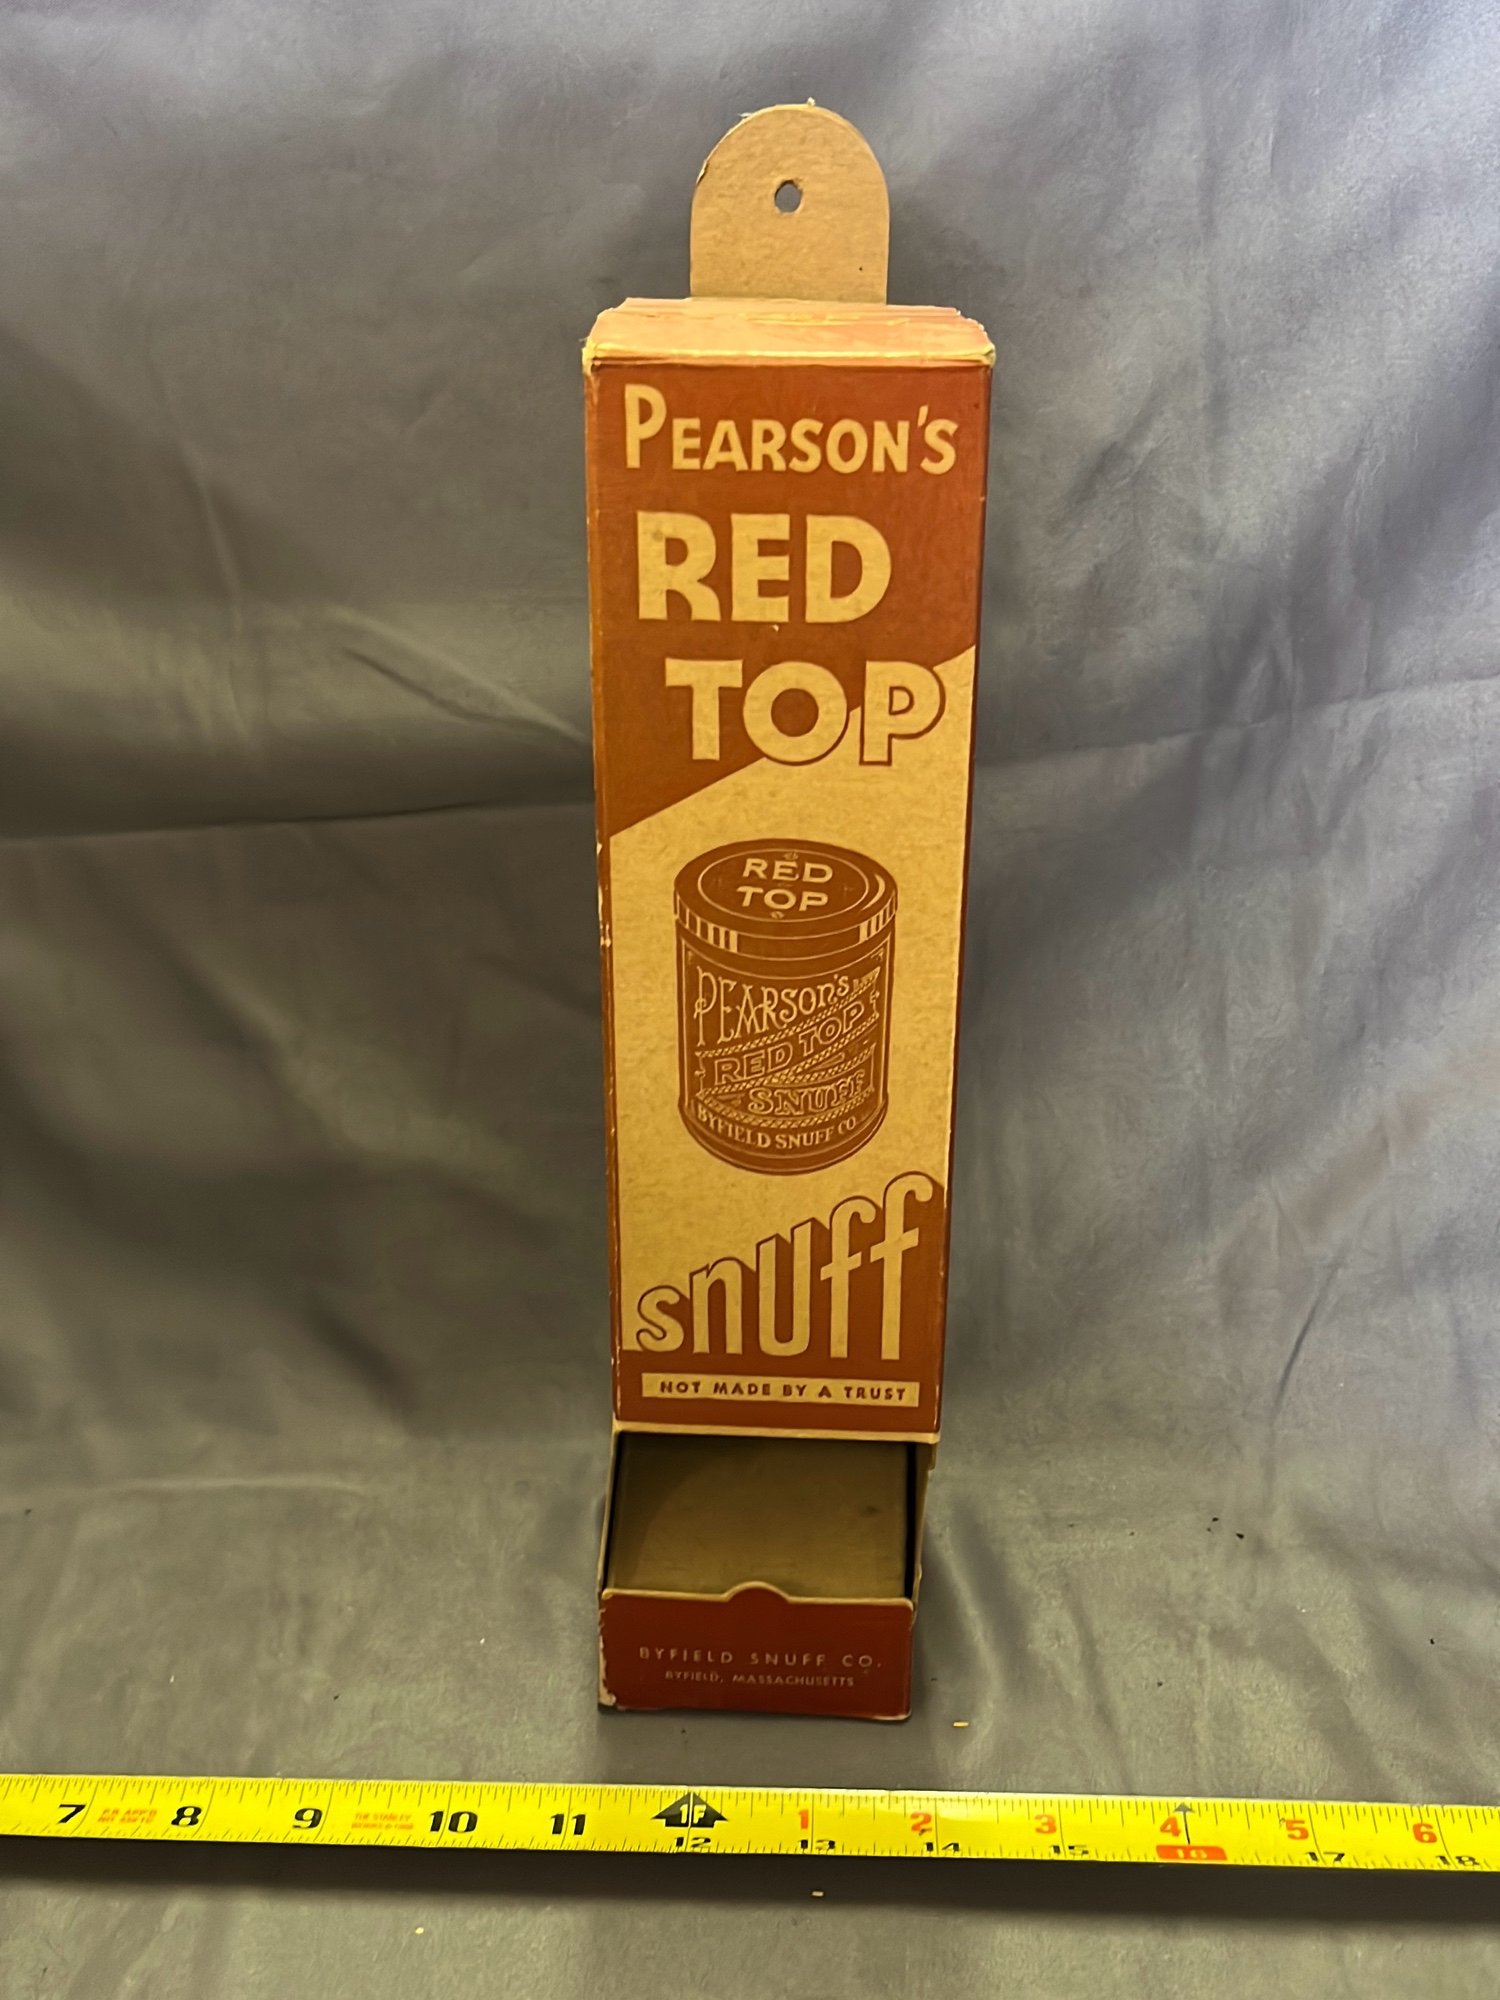 PEARSON'S
RED
TOP
RED
TOP
PEARSON'S
RED TOP
SNUFF
BYFIELD SNUFF CO
snuff
NOT MADE BY A TRUST
BYFIELD SNUFF CO.
BYFIELD, MASSACHUSETTS
7 8 9 10 11 1F 1 2 3 4 5 6
12 13 14 15 16 17 18